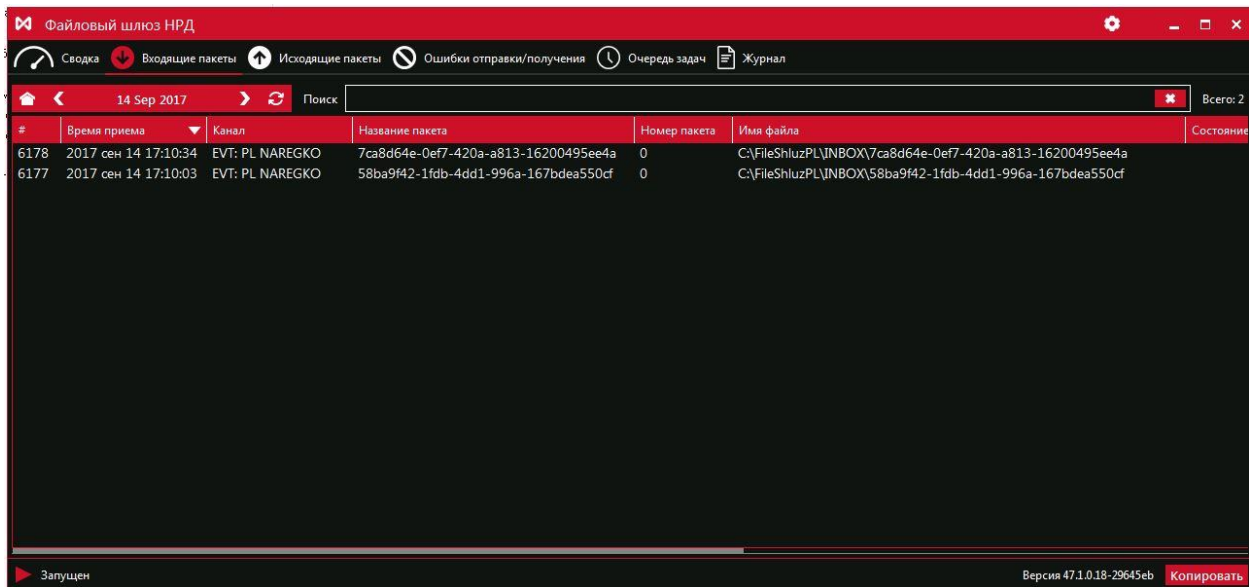 Файловый шлюз НРД
Сводка Входящие пакеты Исходящие пакеты Ошибки отправки/получения Очередь задач Журнал
14 Sep 2017 Поиск Всего: 2
# Время приема Канал Название пакета Номер пакета Имя файла Состояние
6178 2017 сен 14 17:10:34 EVT: PL NAREGKO 7ca8d64e-0ef7-420a-a813-16200495ee4a 0 C:\FileShluzPL\INBOX\7ca8d64e-0ef7-420a-a813-16200495ee4a
6177 2017 сен 14 17:10:03 EVT: PL NAREGKO 58ba9f42-1fdb-4dd1-996a-167bdea550cf 0 C:\FileShluzPL\INBOX\58ba9f42-1fdb-4dd1-996a-167bdea550cf
Запущен Версия 47.1.0.18-29645eb Копировать